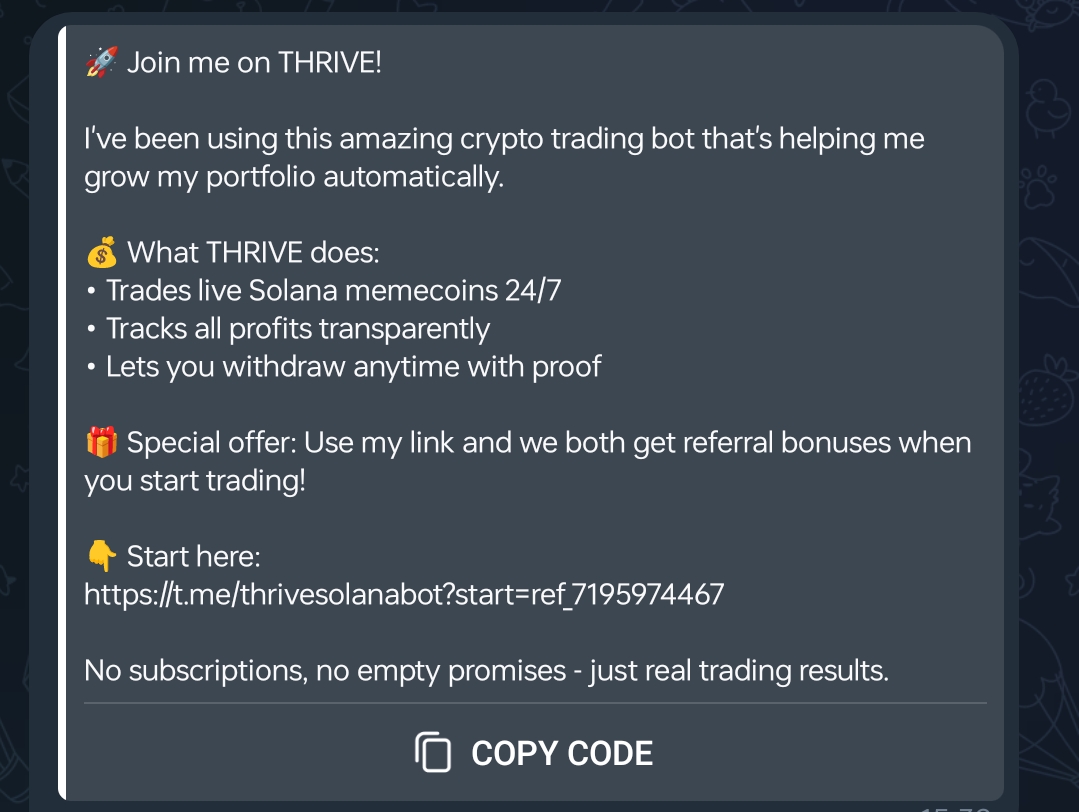 🚀 Join me on THRIVE!
I've been using this amazing crypto trading bot that's helping me
grow my portfolio automatically.
💰 What THRIVE does:
• Trades live Solana memecoins 24/7
• Tracks all profits transparently
• Lets you withdraw anytime with proof
🎁 Special offer: Use my link and we both get referral bonuses when
you start trading!
👇 Start here:
https://t.me/thrivesolanabot?start=ref_7195974467
No subscriptions, no empty promises - just real trading results.
COPY CODE